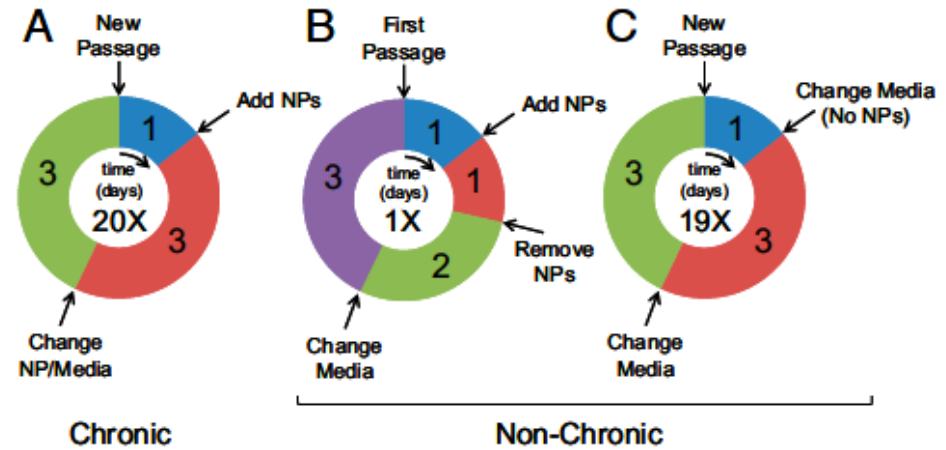 A
New
Passage
Add NPs
1
3
3
time
(days)
20X
Change
NP/Media
Chronic
B
First
Passage
Add NPs
1
1
2
3
time
(days)
1X
Remove
NPs
Change
Media
C
New
Passage
Change Media
(No NPs)
1
3
3
time
(days)
19X
Change
Media
Non-Chronic